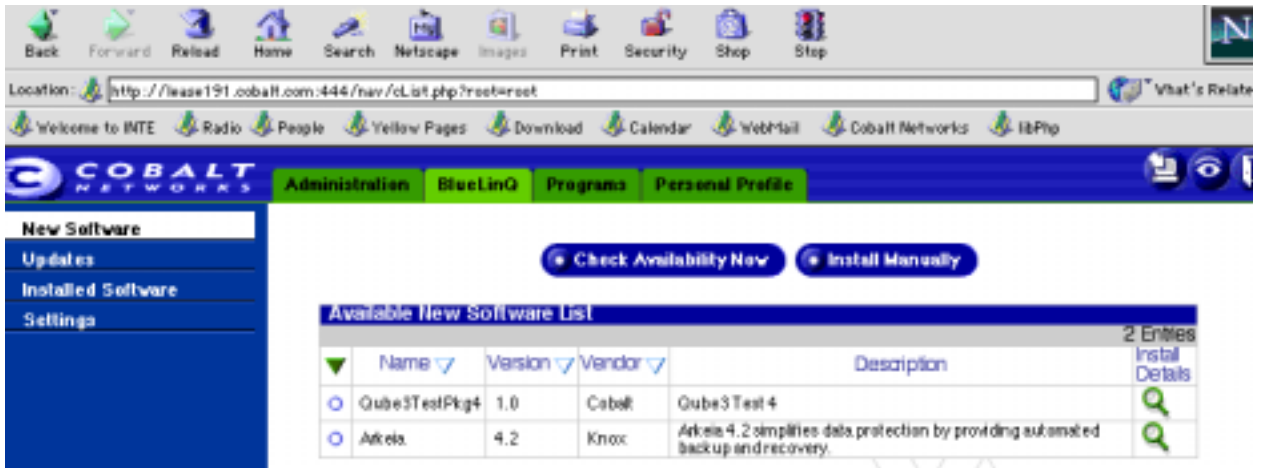 Back Forward Reload Home Search Netscape Images Print Security Shop Stop
Location: http://lease191.cobalt.com:444/nav/cList.php?root=root What's Relate
Welcome to INTE Radio People Yellow Pages Download Calendar WebMail Cobalt Networks libPhp
COBALT
NETWORKS
Administration BlueLinQ Programs Personal Profile
New Software
Updates
Installed Software
Settings
Check Availability Now Install Manually
Available New Software List
2 Entries
Name Version Vendor Description Install Details
Qube3TestPkg4 1.0 Cobalt Qube3 Test 4
Arkeia 4.2 Knox Arkeia 4.2 simplifies data protection by providing automated
backup and recovery.